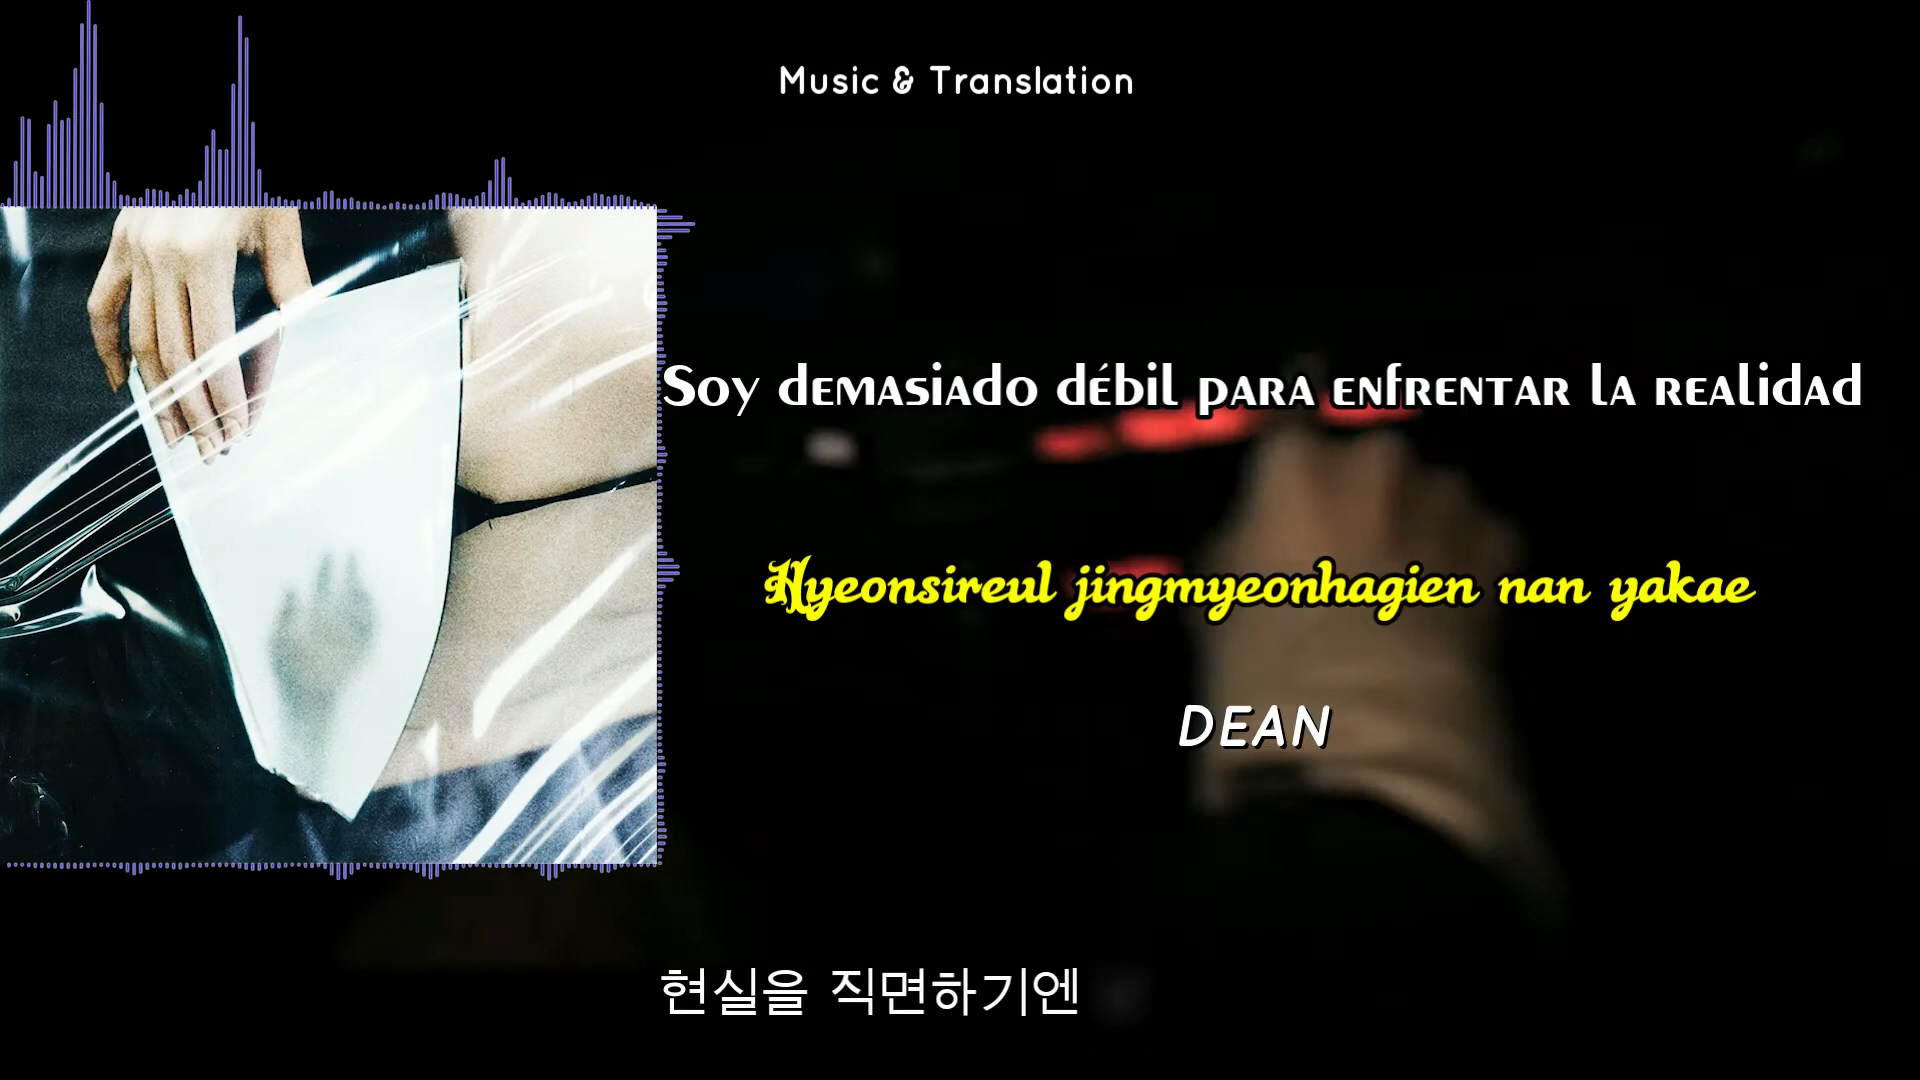 Music & Translation
Soy demasiado débil para enfrentar la realidad
Hyeonsireul jingmyeonhagien nan yakae
DEAN
현실을 직면하기엔